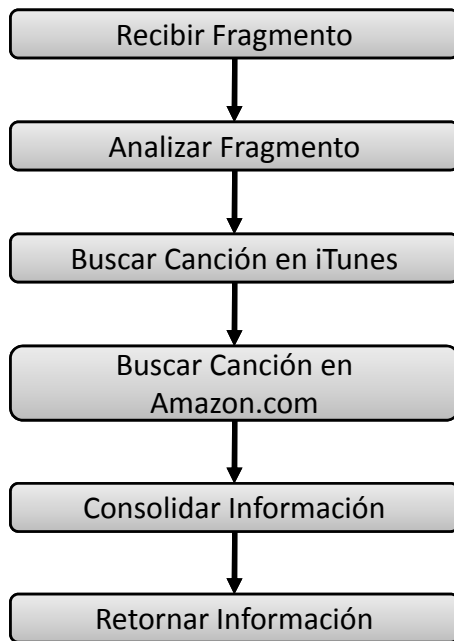 Recibir Fragmento
Analizar Fragmento
Buscar Canción en iTunes
Buscar Canción en
Amazon.com
Consolidar Información
Retornar Información